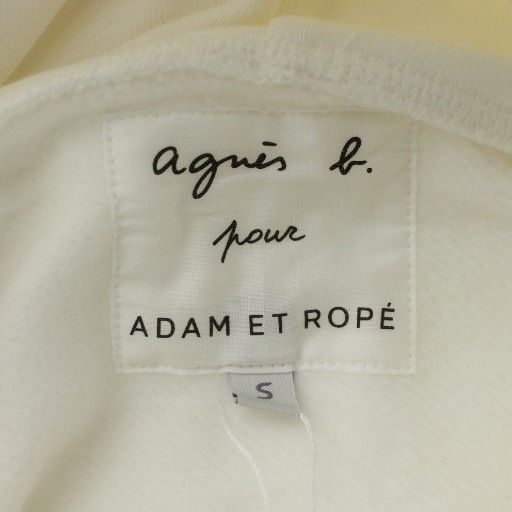 agnès b.
pour
ADAM ET ROPÉ
S